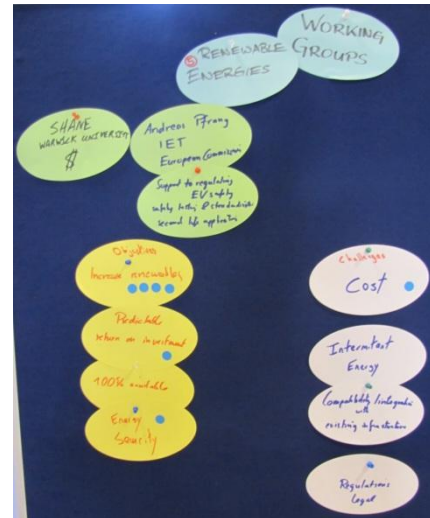 WORKING
GROUPS
⑤ RENEWABLE
ENERGIES
SHANE
WARWICK UNIVERSITY
$
Andreas Pfrang
IET
European Commission
Support to regulating
EV safety
safety testing & standardisation
second life application
Objectives
Increase renewables
Predictable
return on investment
100% available
Energy
Security
Challenges
Cost
Intermittent
Energy
Compatibility/integration
with
existing infrastructure
Regulations
Legal